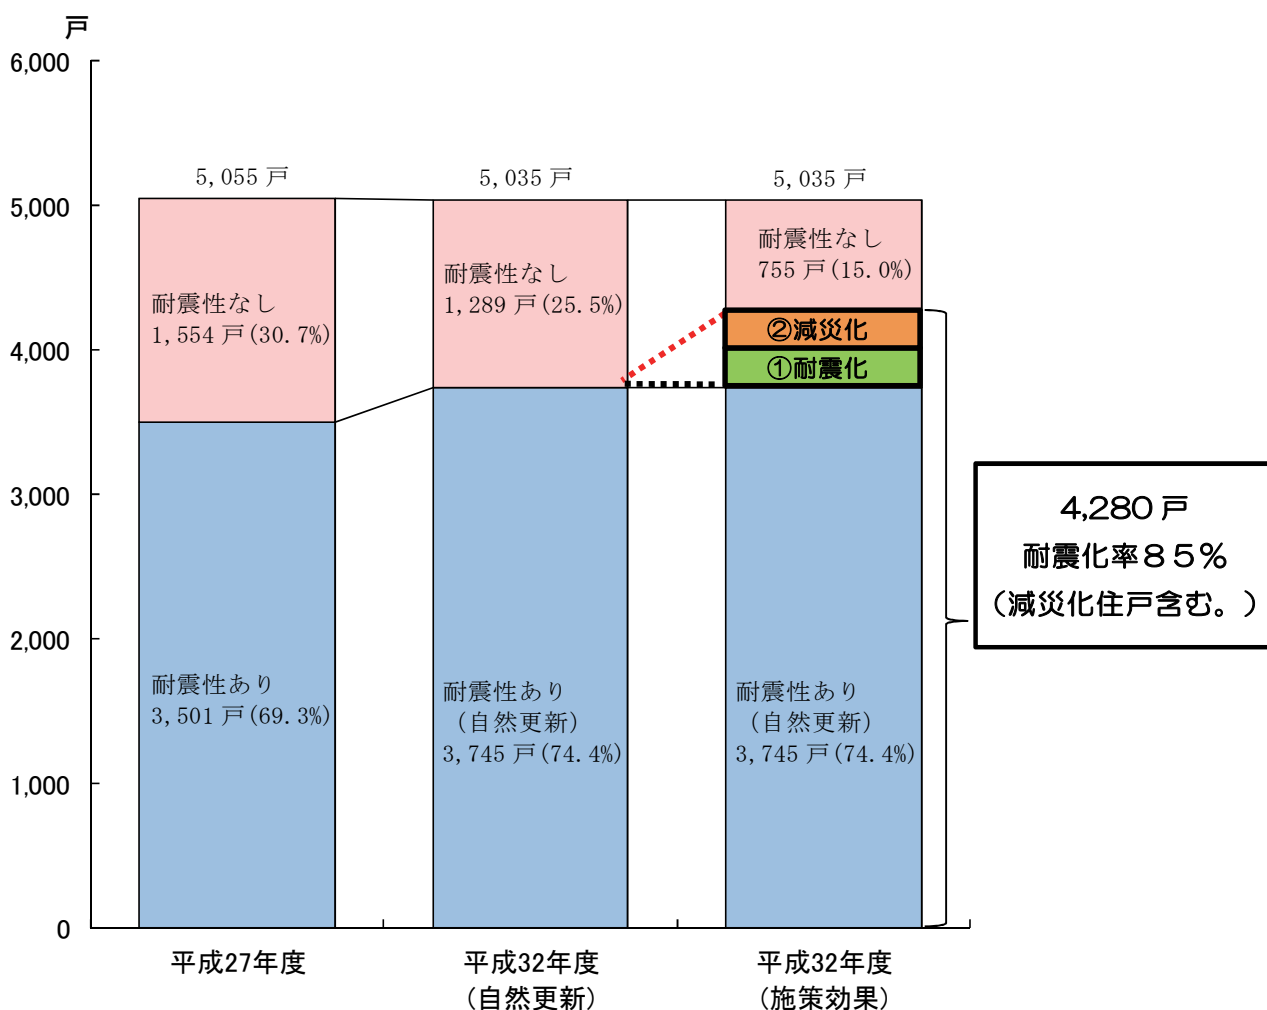 戸
6,000
5,000
4,000
3,000
2,000
1,000
0
5,055 戸
耐震性なし
1,554 戸(30.7%)
耐震性あり
3,501 戸(69.3%)
平成27年度
5,035 戸
耐震性なし
1,289 戸(25.5%)
耐震性あり
(自然更新)
3,745 戸(74.4%)
平成32年度
(自然更新)
5,035 戸
耐震性なし
755 戸(15.0%)
②減災化
①耐震化
耐震性あり
(自然更新)
3,745 戸(74.4%)
平成32年度
(施策効果)
4,280 戸
耐震化率８５%
（減災化住戸含む。）